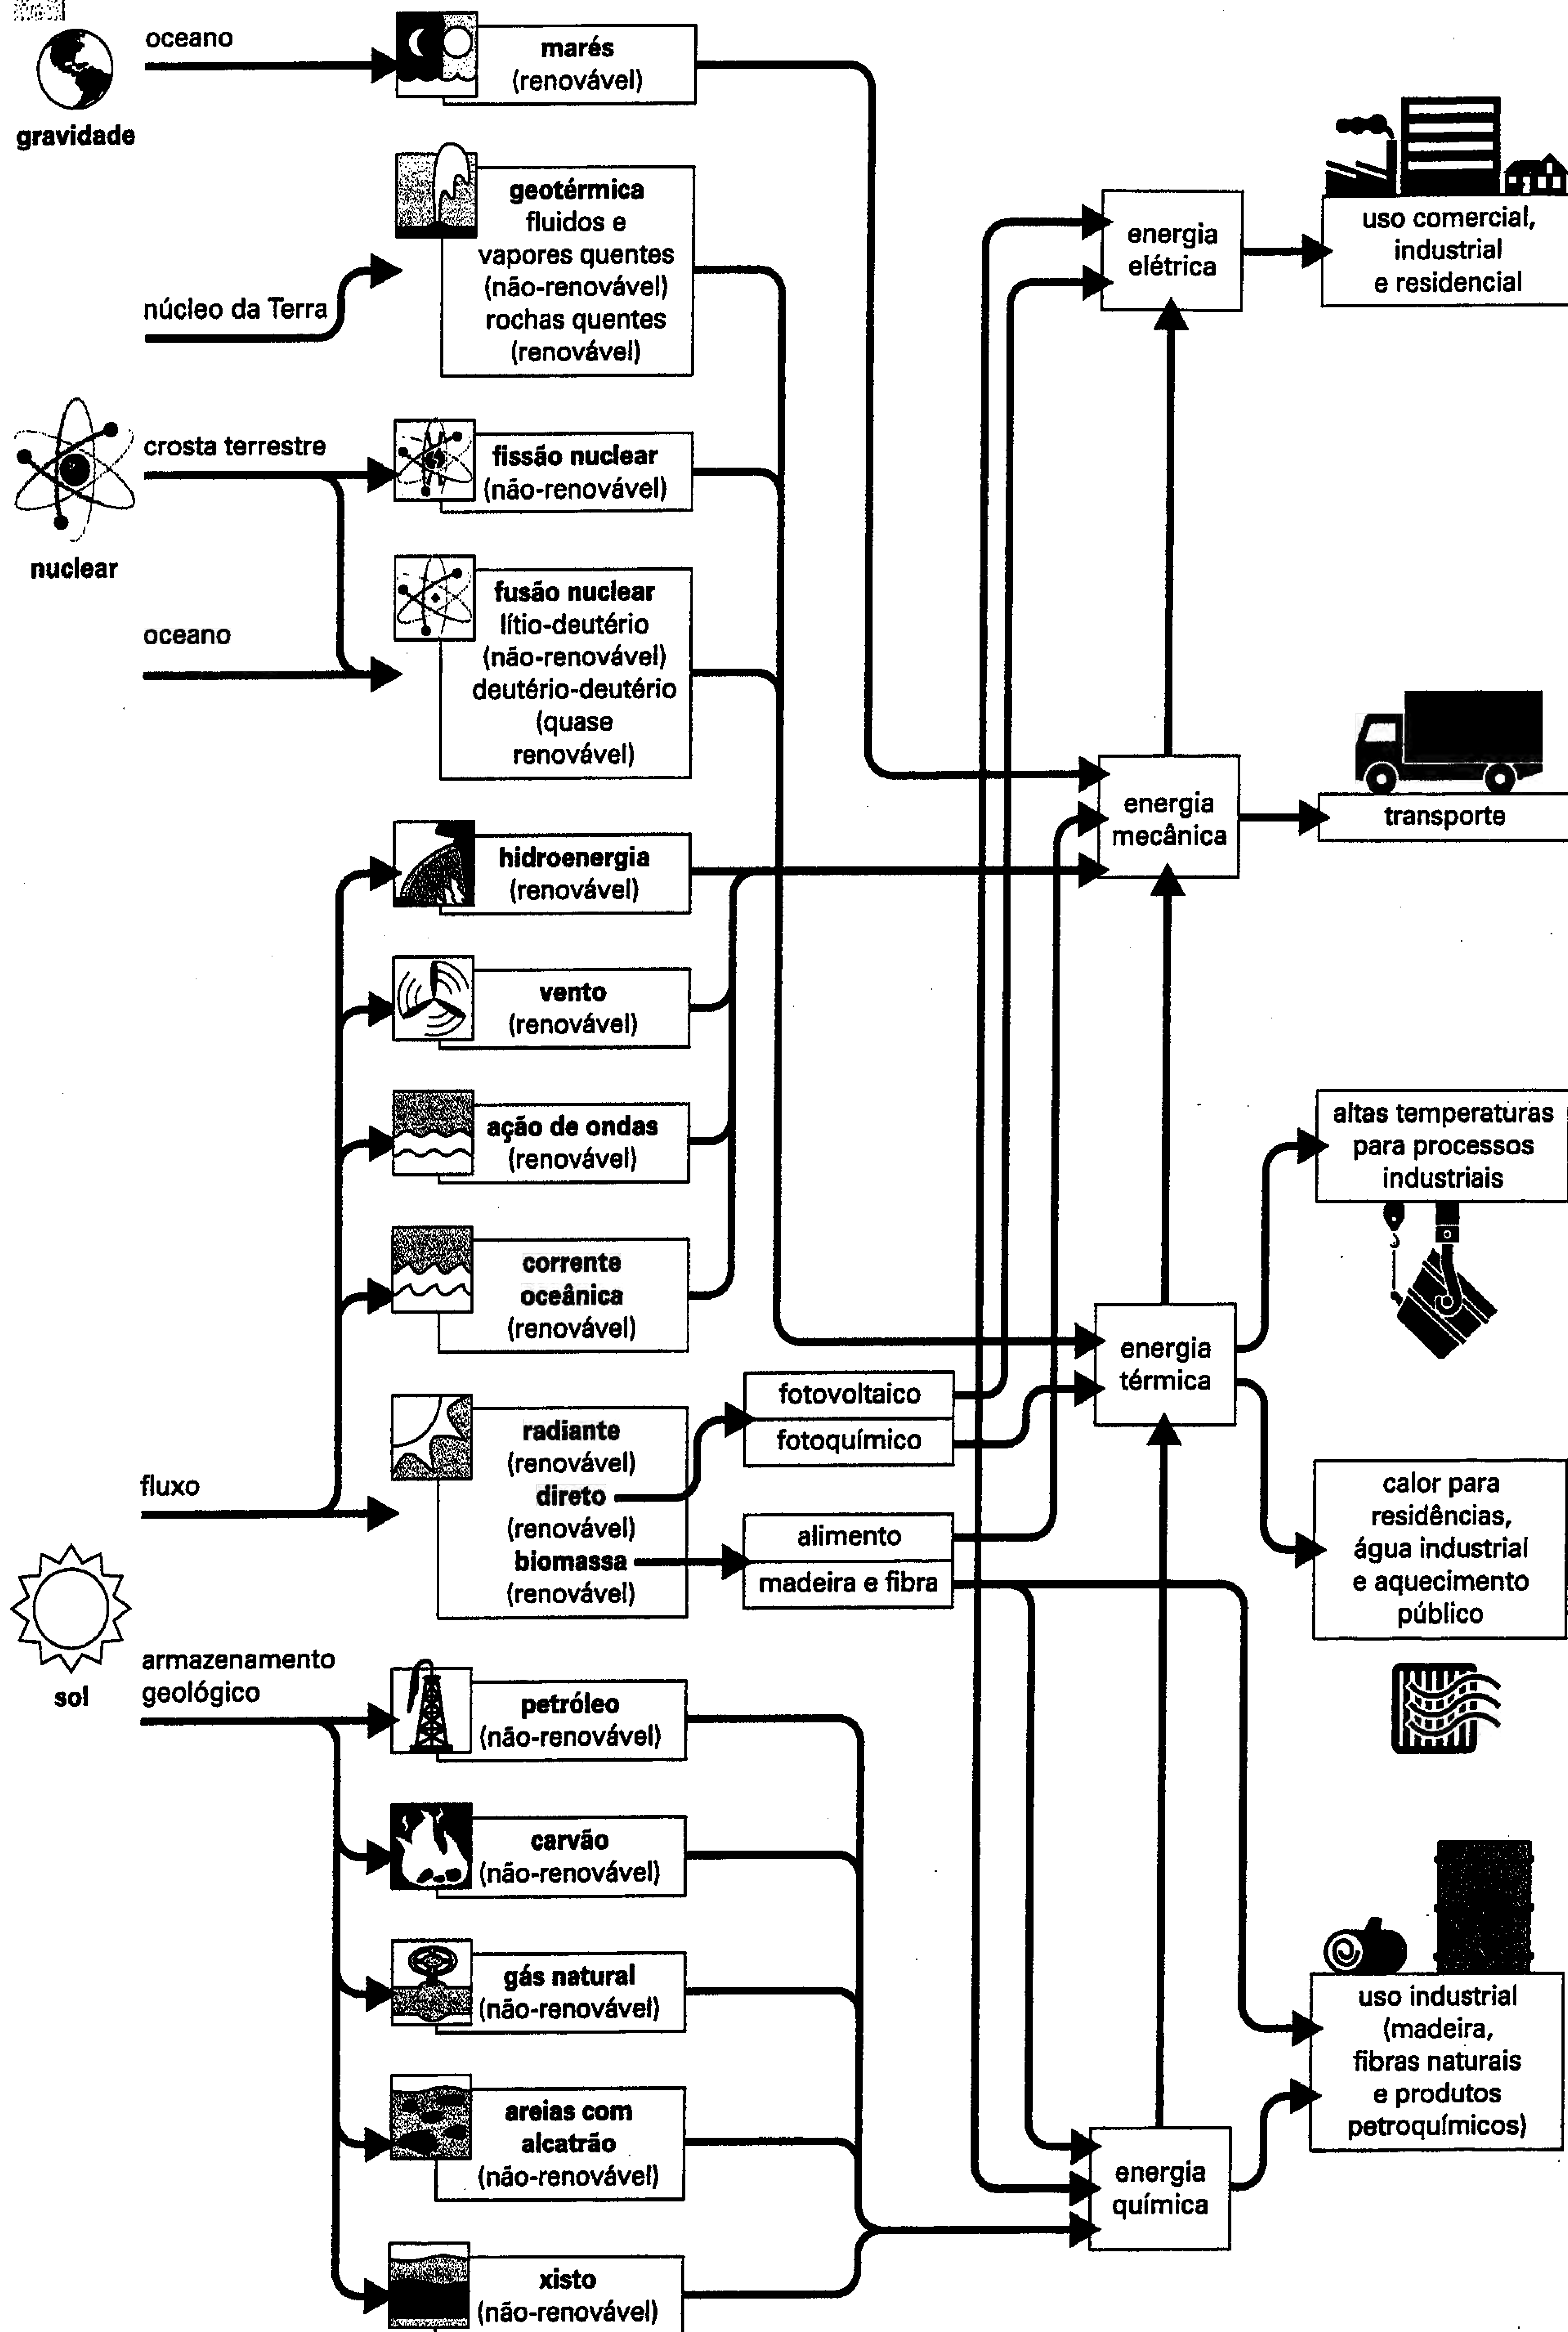 oceano
gravidade
marés
(renovável)
núcleo da Terra
geotérmica
fluidos e
vapores quentes
(não-renovável)
rochas quentes
(renovável)
crosta terrestre
nuclear
oceano
fissão nuclear
(não-renovável)
fusão nuclear
lítio-deutério
(não-renovável)
deutério-deutério
(quase
renovável)
hidroenergia
(renovável)
vento
(renovável)
ação de ondas
(renovável)
corrente
oceânica
(renovável)
fluxo
radiante
(renovável)
direto
(renovável)
biomassa
(renovável)
fotovoltaico
fotoquímico
alimento
madeira e fibra
sol
armazenamento
geológico
petróleo
(não-renovável)
carvão
(não-renovável)
gás natural
(não-renovável)
areias com
alcatrão
(não-renovável)
xisto
(não-renovável)
energia
elétrica
energia
mecânica
energia
térmica
energia
química
uso comercial,
industrial
e residencial
transporte
altas temperaturas
para processos
industriais
calor para
residências,
água industrial
e aquecimento
público
uso industrial
(madeira,
fibras naturais
e produtos
petroquímicos)